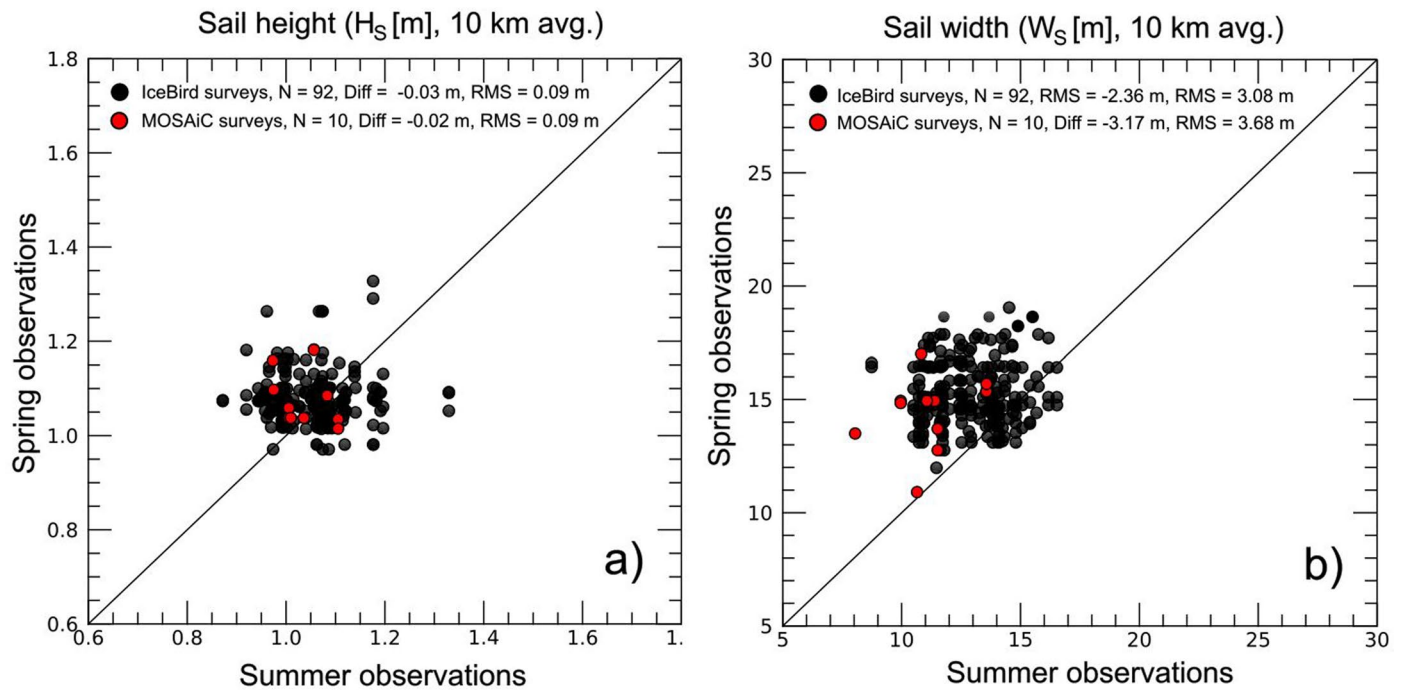 Sail height (HS [m], 10 km avg.)
IceBird surveys, N = 92, Diff = -0.03 m, RMS = 0.09 m
MOSAiC surveys, N = 10, Diff = -0.02 m, RMS = 0.09 m
Spring observations
1.8
1.6
1.4
1.2
1.0
0.8
0.6
a)
0.6 0.8 1.0 1.2 1.4 1.6 1.
Summer observations
Sail width (WS [m], 10 km avg.)
IceBird surveys, N = 92, RMS = -2.36 m, RMS = 3.08 m
MOSAiC surveys, N = 10, Diff = -3.17 m, RMS = 3.68 m
Spring observations
30
25
20
15
10
5
b)
5 10 15 20 25 30
Summer observations